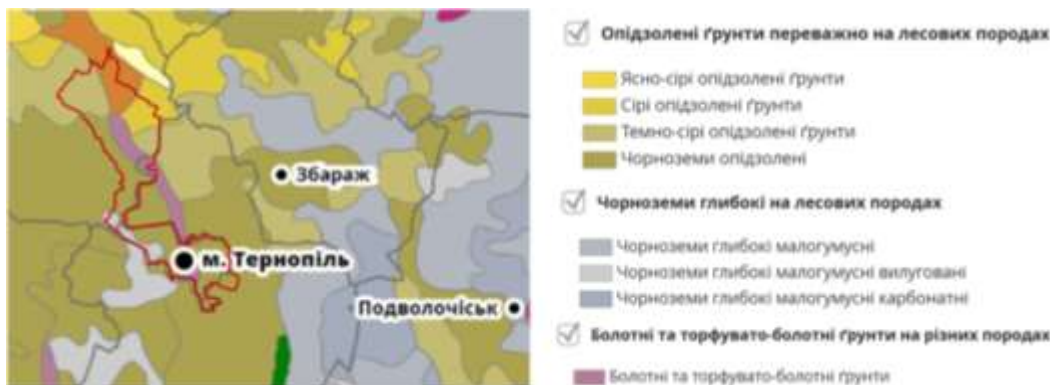 Збараж
м. Тернопіль
Подволочіськ
Опідзолені ґрунти переважно на лесових породах
Ясно-сірі опідзолені ґрунти
Сірі опідзолені ґрунти
Темно-сірі опідзолені ґрунти
Чорноземи опідзолені
Чорноземи глибокі на лесових породах
Чорноземи глибокі малогумусні
Чорноземи глибокі малогумусні вилуговані
Чорноземи глибокі малогумусні карбонатні
Болотні та торфувато-болотні ґрунти на різних породах
Болотні та торфувато-болотні ґрунти